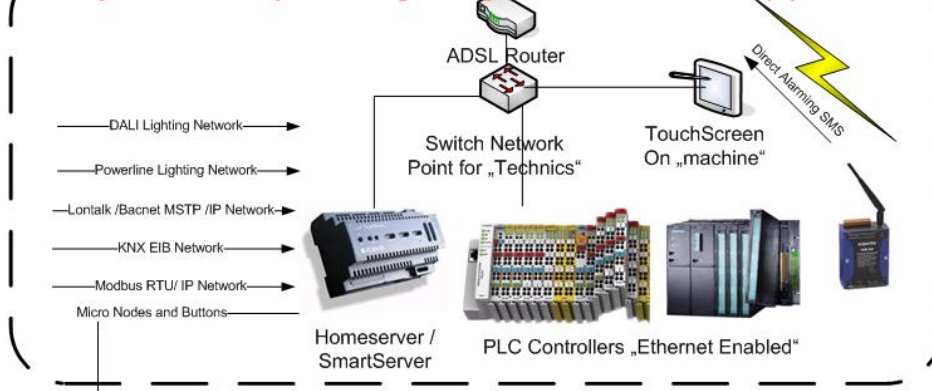 ADSL Router
Direct Alarming SMS
DALI Lighting Network
Switch Network
Point for „Technics“
TouchScreen
On „machine“
Powerline Lighting Network
Lontalk /Bacnet MSTP /IP Network
KNX EIB Network
Modbus RTU/ IP Network
Micro Nodes and Buttons
Homeserver /
SmartServer
PLC Controllers „Ethernet Enabled“